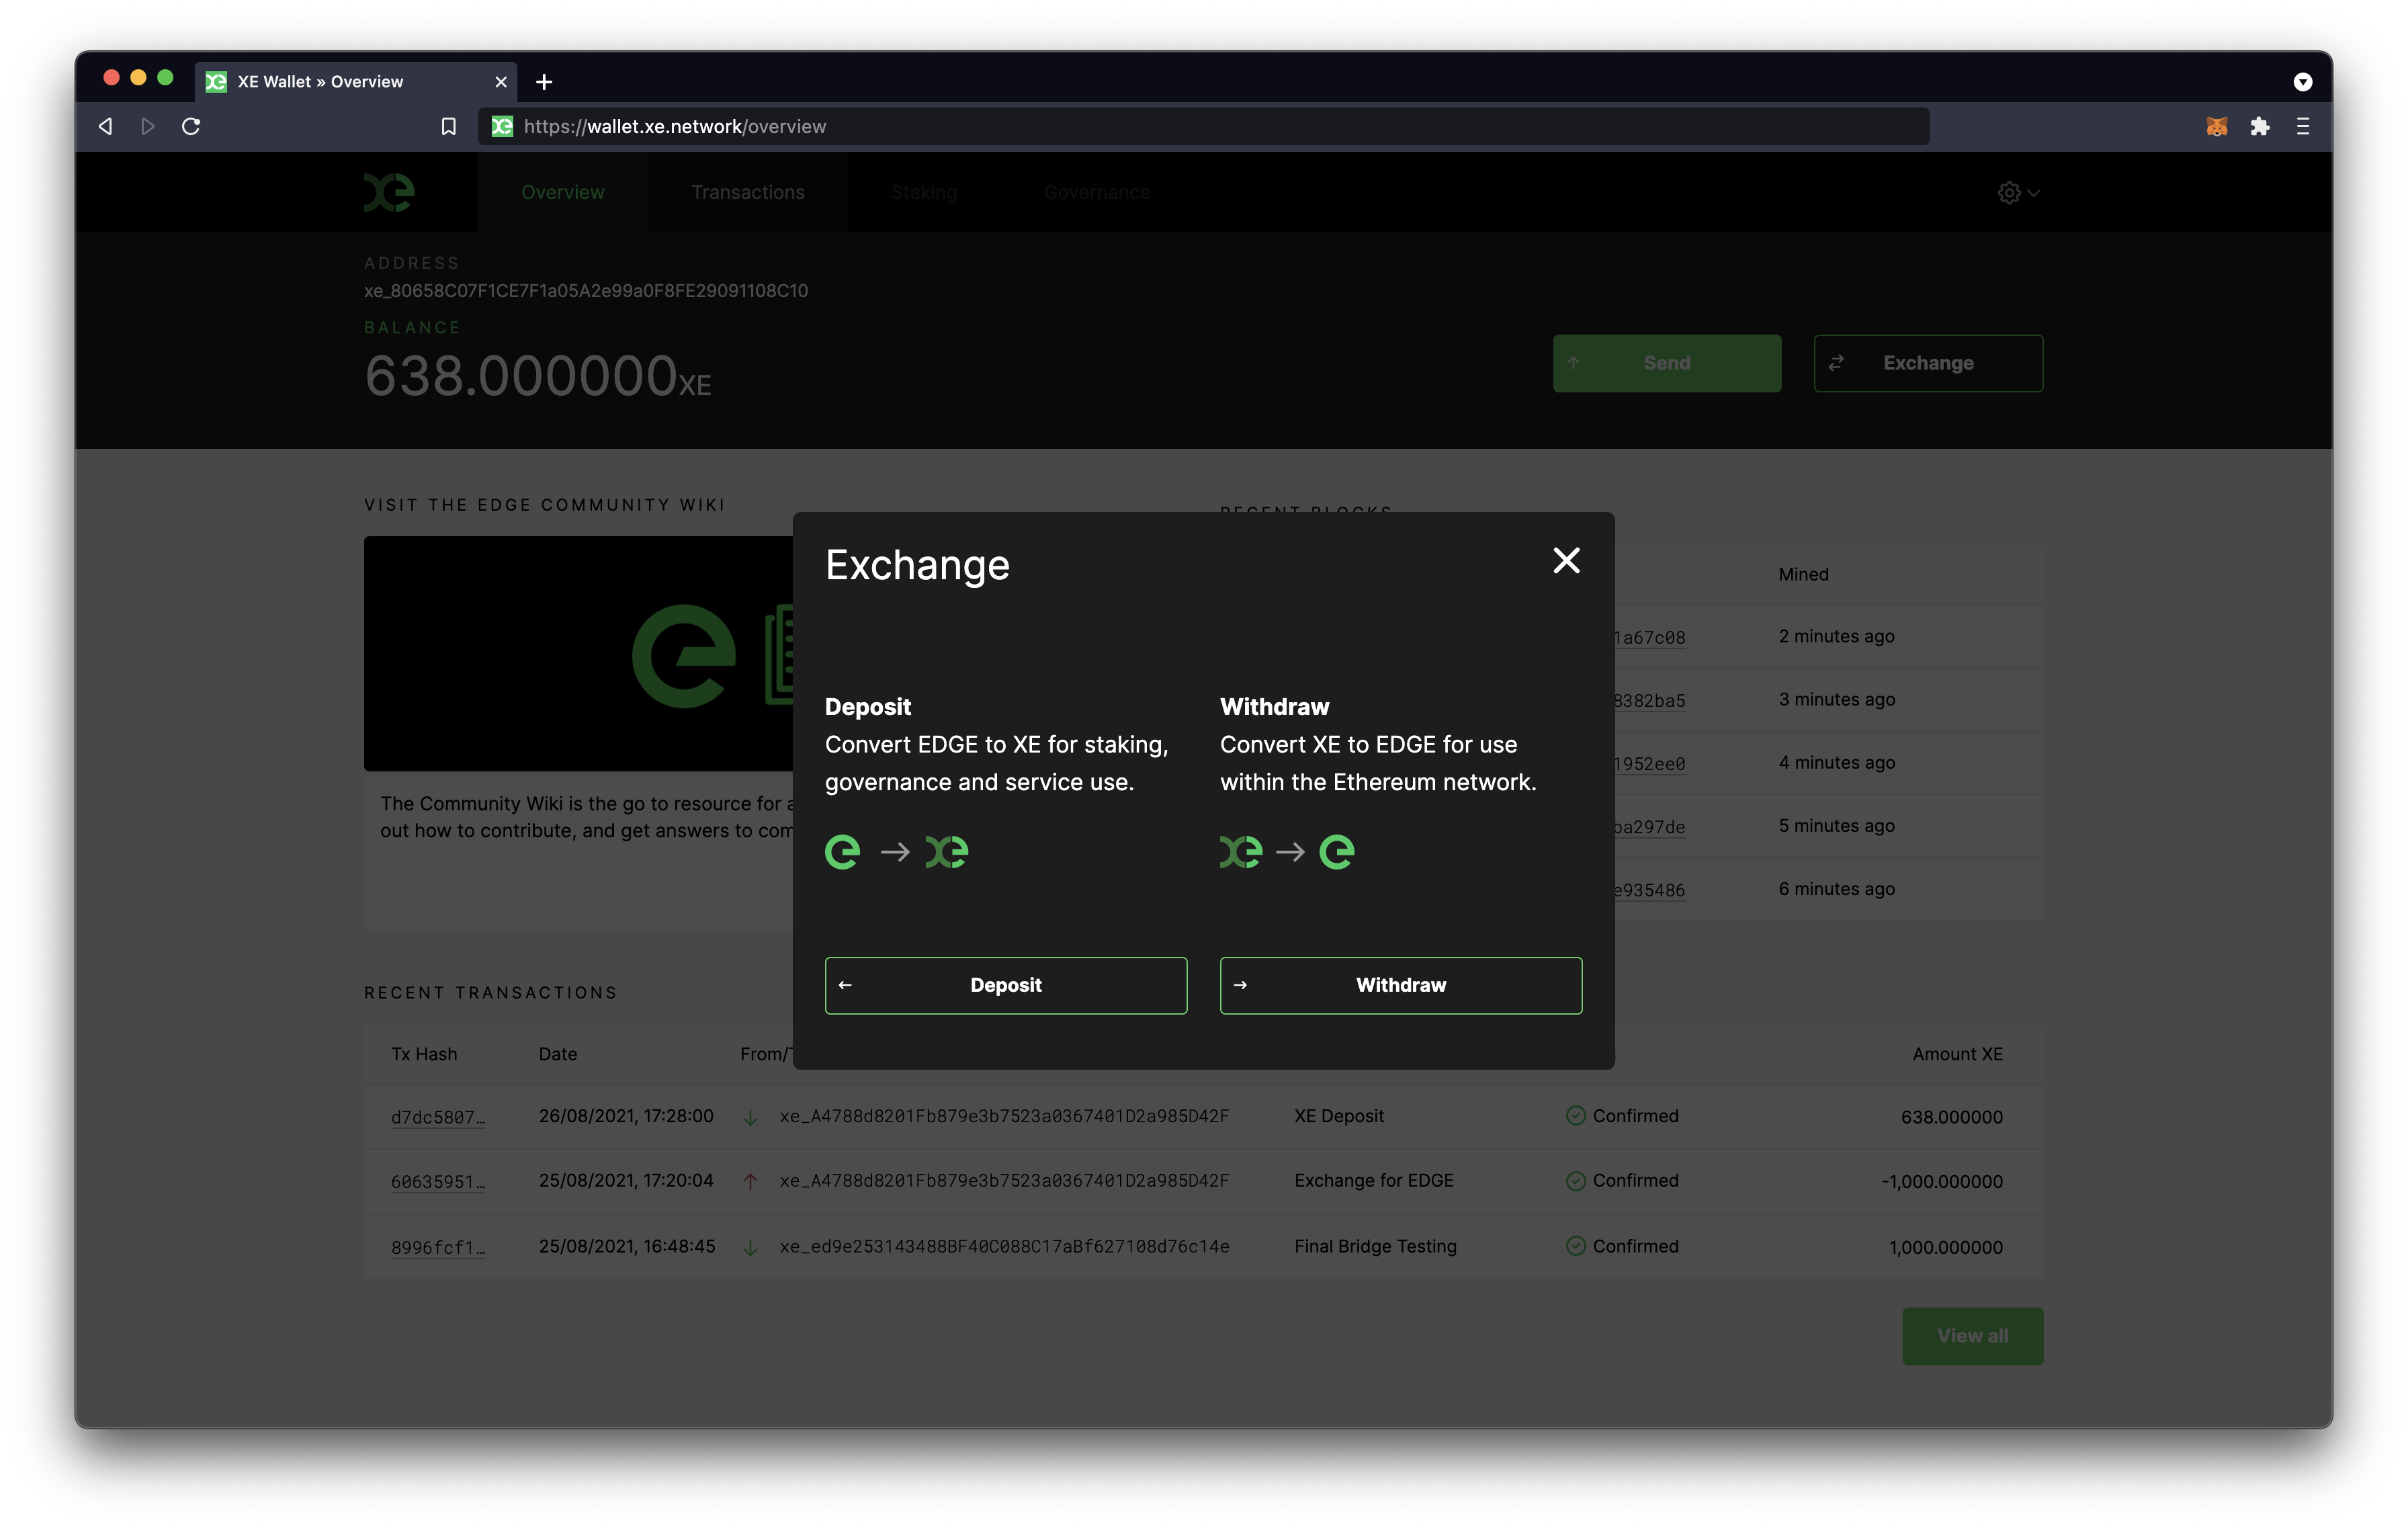 XE Wallet » Overview
https://wallet.xe.network/overview
xe Overview Transactions Staking Governance
ADDRESS
xe_80658C07F1CE7F1a05A2e99a0F8FE29091108C10
BALANCE
638.000000XE
Send
Exchange
VISIT THE EDGE COMMUNITY WIKI
RECENT BLOCKS
The Community Wiki is the go to resource for
out how to contribute, and get answers to
Mined
1a67c08 2 minutes ago
8382ba5 3 minutes ago
1952ee0 4 minutes ago
ba297de 5 minutes ago
e935486 6 minutes ago
Exchange
Deposit
Convert EDGE to XE for staking,
governance and service use.
Deposit
Withdraw
Convert XE to EDGE for use
within the Ethereum network.
Withdraw
RECENT TRANSACTIONS
Tx Hash Date From/ Amount XE
d7dc5807… 26/08/2021, 17:28:00 xe_A4788d8201Fb879e3b7523a0367401D2a985D42F XE Deposit Confirmed 638.000000
60635951… 25/08/2021, 17:20:04 xe_A4788d8201Fb879e3b7523a0367401D2a985D42F Exchange for EDGE Confirmed -1,000.000000
8996fcf1… 25/08/2021, 16:48:45 xe_ed9e253143488BF40C088C17aBf627108d76c14e Final Bridge Testing Confirmed 1,000.000000
View all